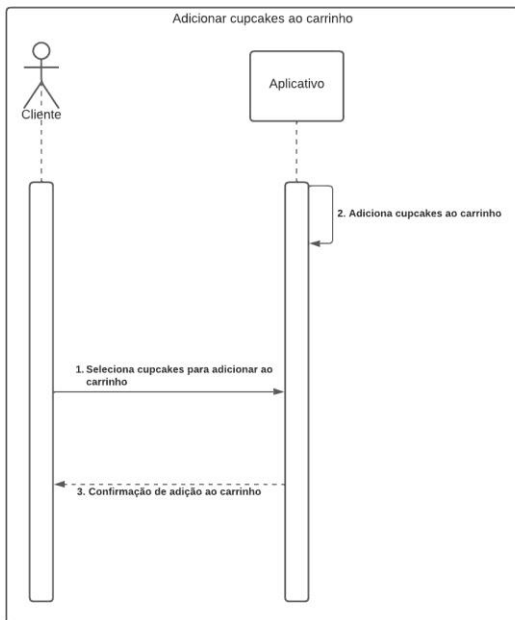 Adicionar cupcakes ao carrinho
Cliente
Aplicativo
2. Adiciona cupcakes ao carrinho
1. Seleciona cupcakes para adicionar ao
carrinho
3. Confirmação de adição ao carrinho